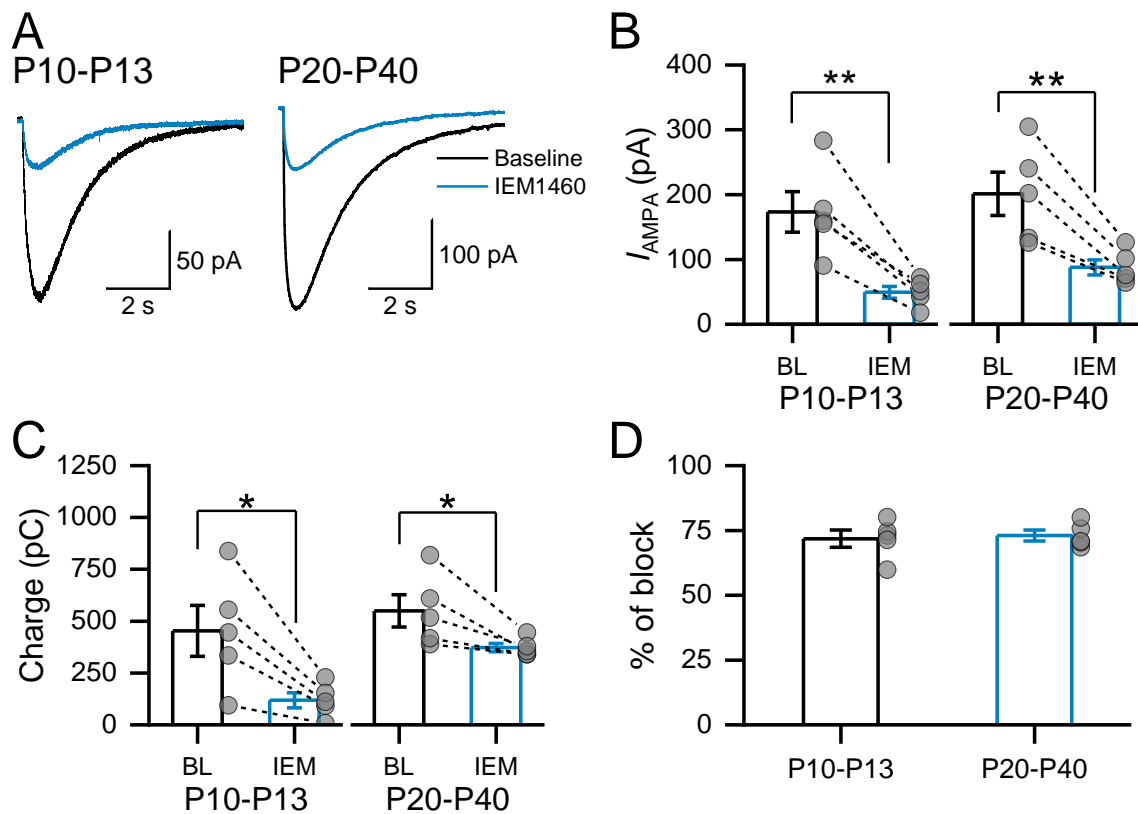 A
P10-P13
P20-P40
Baseline
IEM1460
50 pA
2 s
100 pA
2 s
B
400
300
200
100
0
I_AMPA (pA)
**
**
BL
IEM
BL
IEM
P10-P13
P20-P40
C
1250
1000
750
500
250
0
Charge (pC)
*
*
BL
IEM
BL
IEM
P10-P13
P20-P40
D
100
75
50
25
0
% of block
P10-P13
P20-P40